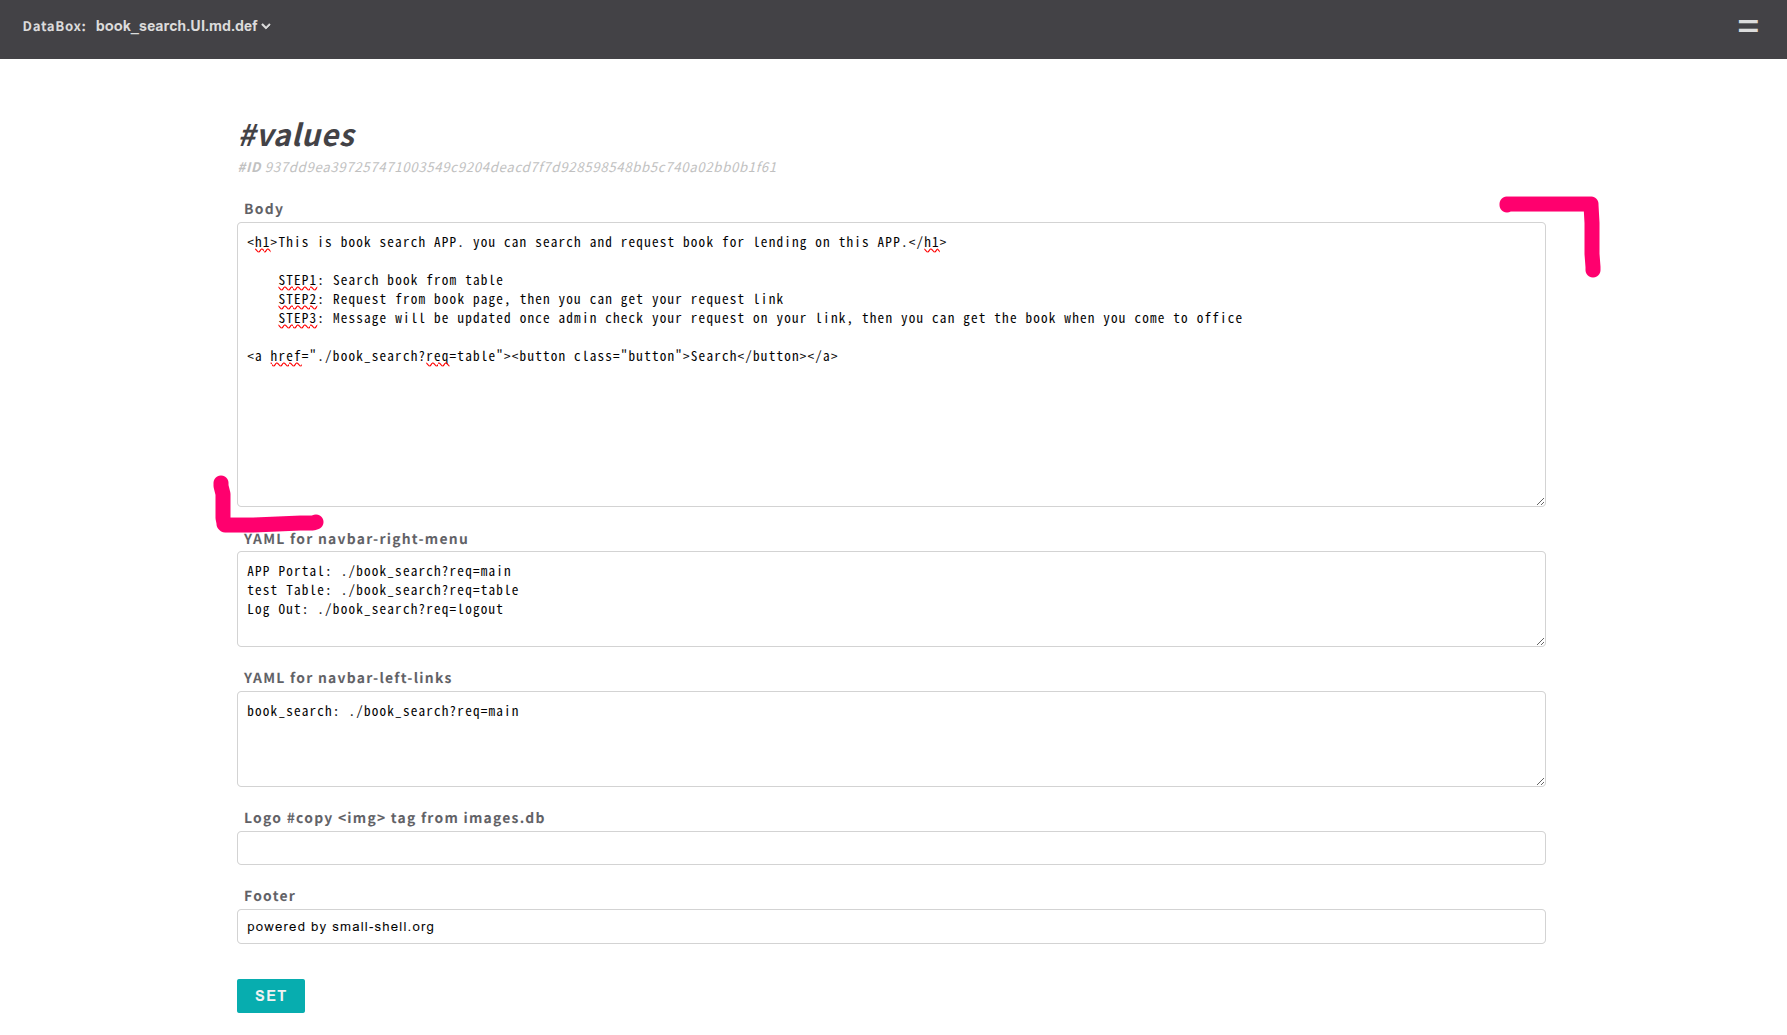 DataBox: book_search.UI.md.def
#values
#ID 937dd9ea397257471003549c9204deacd7f7d928598548bb5c740a02bb0b1f61
Body
<h1>This is book search APP. you can search and request book for lending on this APP.</h1>
STEP1: Search book from table
STEP2: Request from book page, then you can get your request link
STEP3: Message will be updated once admin check your request on your link, then you can get the book when you come to office
<a href="./book_search?req=table"><button class="button">Search</button></a>
YAML for navbar-right-menu
APP Portal: ./book_search?req=main
test Table: ./book_search?req=table
Log Out: ./book_search?req=logout
YAML for navbar-left-links
book_search: ./book_search?req=main
Logo #copy <img> tag from images.db
Footer
powered by small-shell.org
SET